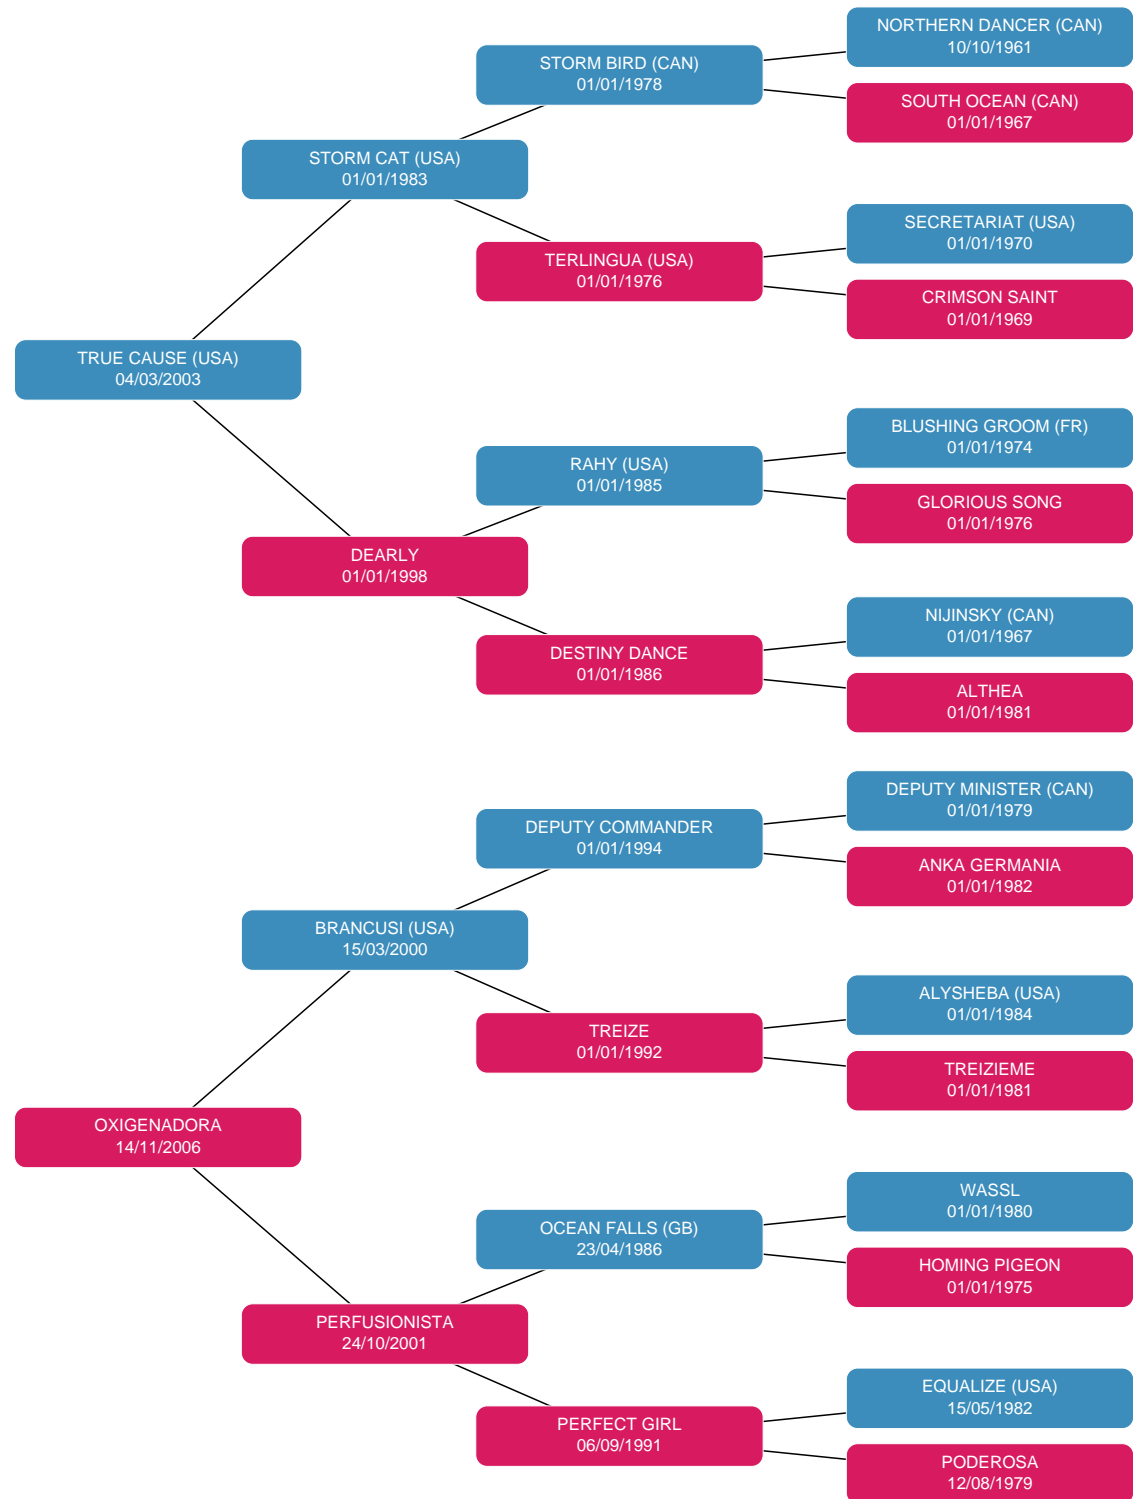 NORTHERN DANCER (CAN)
10/10/1961
STORM BIRD (CAN)
01/01/1978
SOUTH OCEAN (CAN)
01/01/1967
STORM CAT (USA)
01/01/1983
SECRETARIAT (USA)
01/01/1970
TERLINGUA (USA)
01/01/1976
CRIMSON SAINT
01/01/1969
TRUE CAUSE (USA)
04/03/2003
BLUSHING GROOM (FR)
01/01/1974
RAHY (USA)
01/01/1985
GLORIOUS SONG
01/01/1976
DEARLY
01/01/1998
NIJINSKY (CAN)
01/01/1967
DESTINY DANCE
01/01/1986
ALTHEA
01/01/1981
DEPUTY MINISTER (CAN)
01/01/1979
DEPUTY COMMANDER
01/01/1994
ANKA GERMANIA
01/01/1982
BRANCUSI (USA)
15/03/2000
ALYSHEBA (USA)
01/01/1984
TREIZE
01/01/1992
TREIZIEME
01/01/1981
OXIGENADORA
14/11/2006
WASSL
01/01/1980
OCEAN FALLS (GB)
23/04/1986
HOMING PIGEON
01/01/1975
PERFUSIONISTA
24/10/2001
EQUALIZE (USA)
15/05/1982
PERFECT GIRL
06/09/1991
PODEROSA
12/08/1979